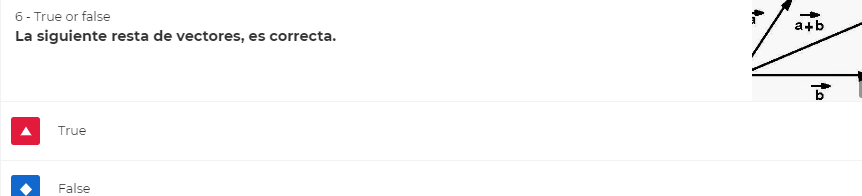 6 - True or false
La siguiente resta de vectores, es correcta.
a
a+b
b
True
False